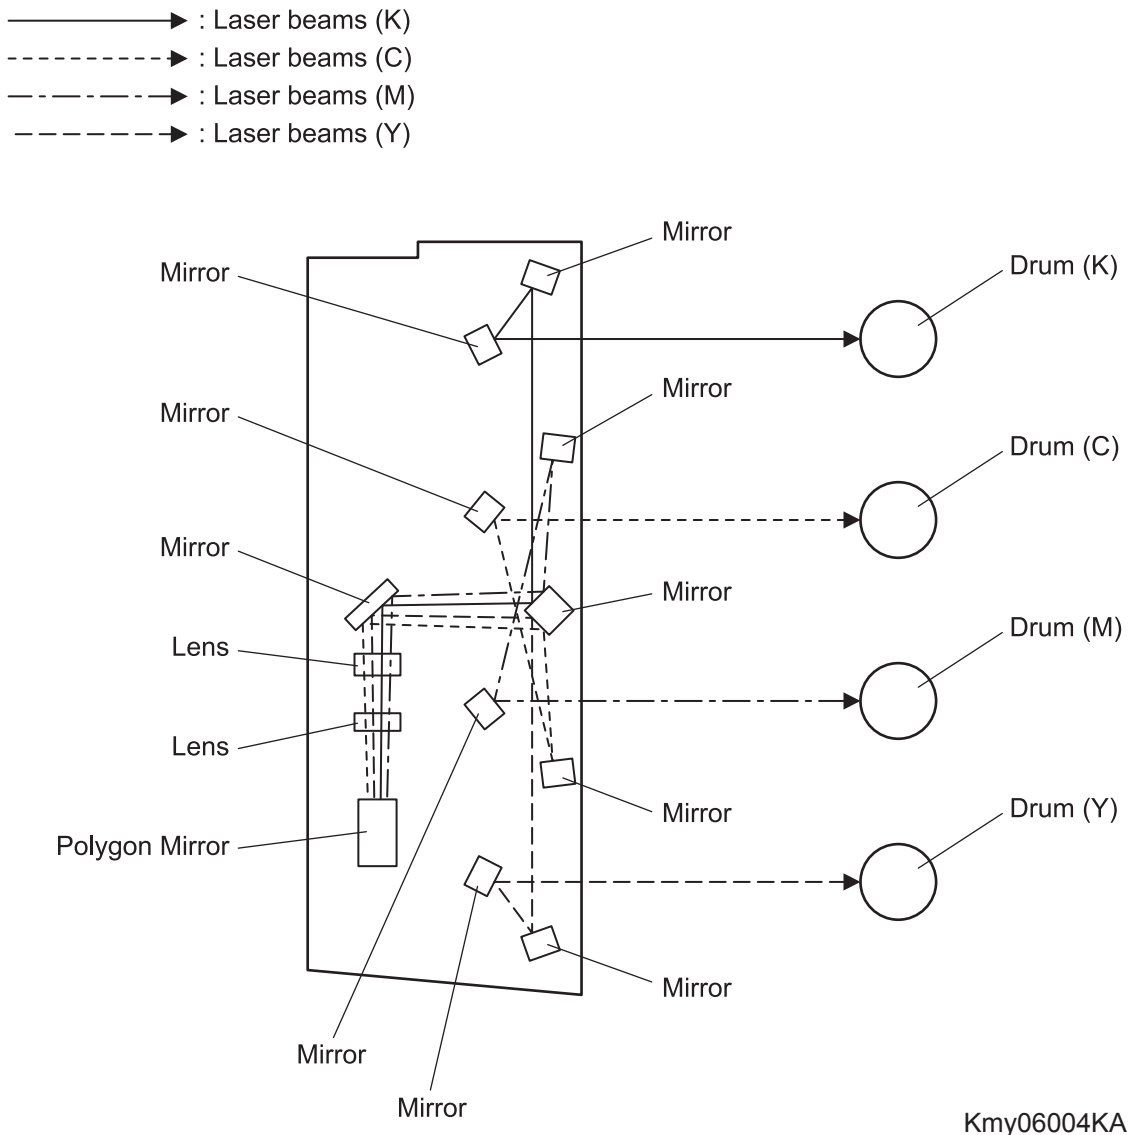 : Laser beams (K)
: Laser beams (C)
: Laser beams (M)
: Laser beams (Y)
Mirror
Mirror
Drum (K)
Mirror
Mirror
Drum (C)
Mirror
Mirror
Lens
Drum (M)
Lens
Mirror
Drum (Y)
Polygon Mirror
Mirror
Mirror
Mirror
Kmy06004KA